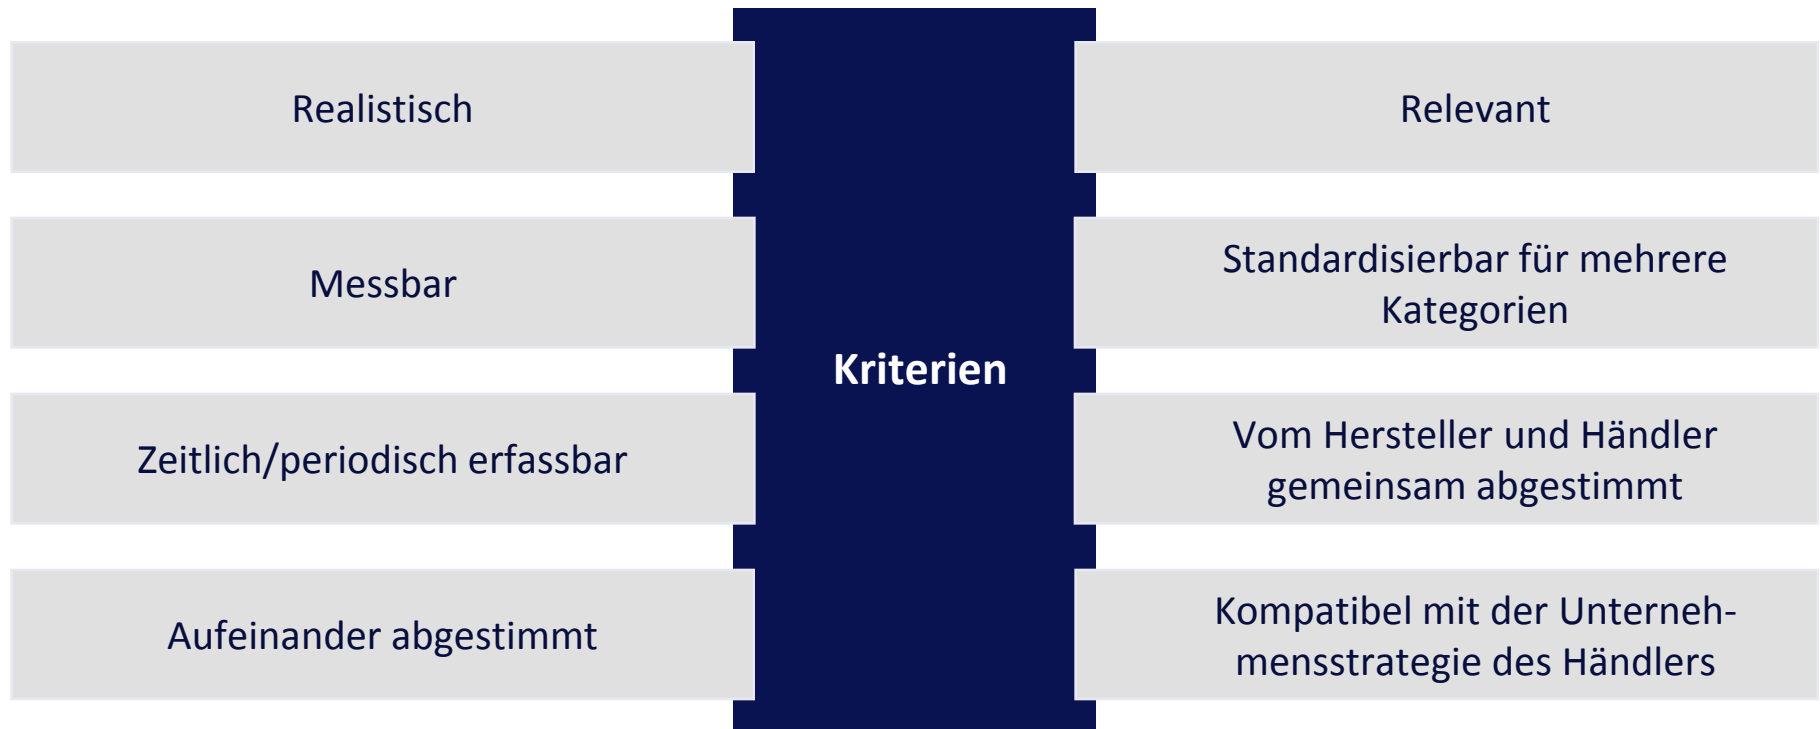 Realistisch
Messbar
Zeitlich/periodisch erfassbar
Aufeinander abgestimmt
Kriterien
Relevant
Standardisierbar für mehrere
Kategorien
Vom Hersteller und Händler
gemeinsam abgestimmt
Kompatibel mit der Unterneh-
mensstrategie des Händlers